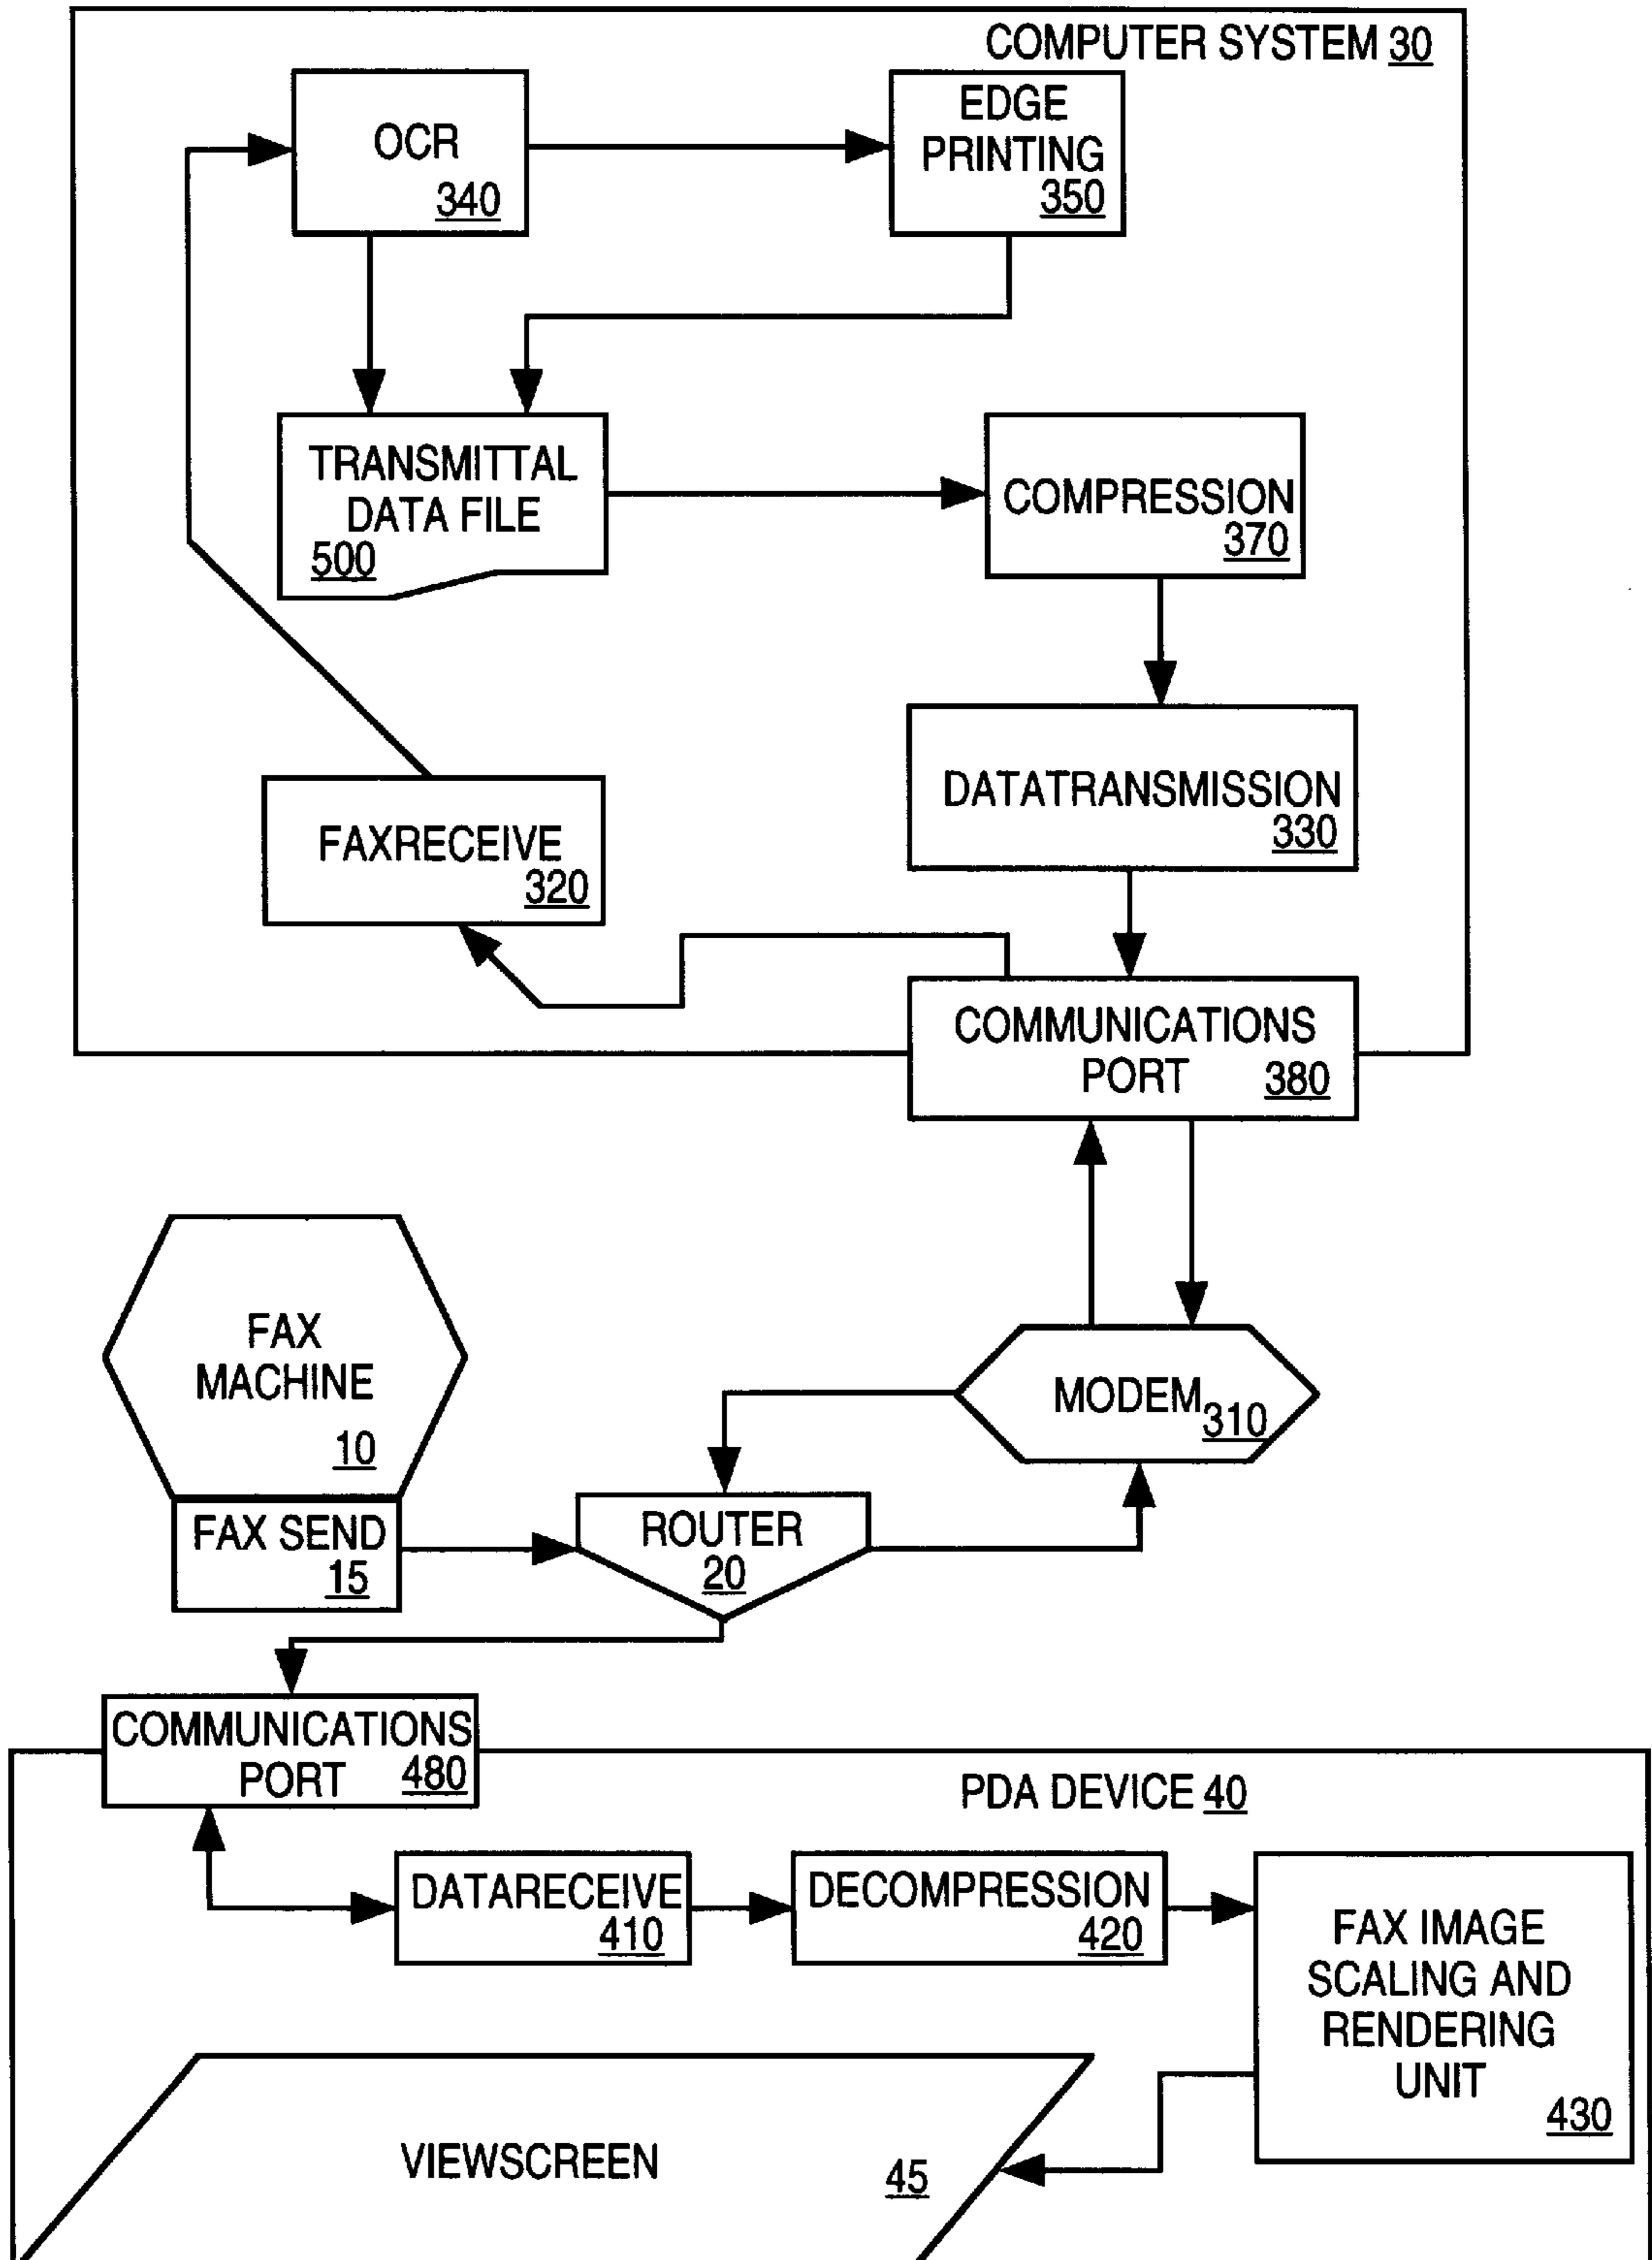 COMPUTER SYSTEM 30
OCR
340
EDGE
PRINTING
350
TRANSMITTAL
DATA FILE
500
COMPRESSION
370
DATATRANSMISSION
330
FAXRECEIVE
320
COMMUNICATIONS
PORT 380
FAX
MACHINE
10
MODEM 310
FAX SEND
15
ROUTER
20
COMMUNICATIONS
PORT 480
PDA DEVICE 40
DATARECEIVE
410
DECOMPRESSION
420
FAX IMAGE
SCALING AND
RENDERING
UNIT
430
VIEWSCREEN 45